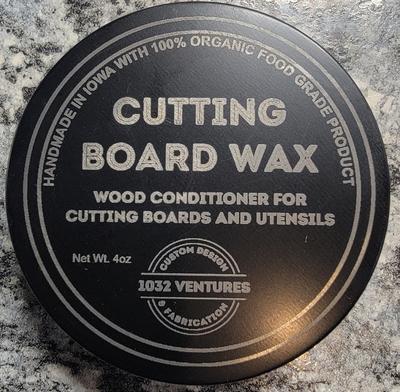 HANDMADE IN IOWA WITH 100% ORGANIC FOOD GRADE PRODUCT
CUTTING
BOARD WAX
WOOD CONDITIONER FOR
CUTTING BOARDS AND UTENSILS
Net Wt. 4oz
CUSTOM DESIGN
1032 VENTURES
& FABRICATION